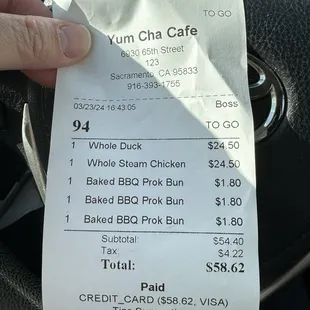 TO GO
Yum Cha Cafe
6930 65th Street
123
Sacramento, CA 95833
916-393-1755
03/23/24 16:43:05 Boss
94 TO GO
1 Whole Duck $24.50
1 Whole Steam Chicken $24.50
1 Baked BBQ Prok Bun $1.80
1 Baked BBQ Prok Bun $1.80
1 Baked BBQ Prok Bun $1.80
Subtotal: $54.40
Tax: $4.22
Total: $58.62
Paid
CREDIT_CARD ($58.62, VISA)